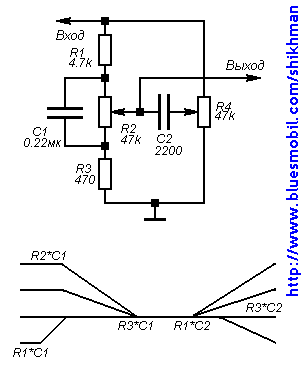 Вход
R1
4.7k
Выход
C1
0.22мк
R2
47k
C2
2200
R4
47k
R3
470
R2*C1
R3*C1
R1*C2
R3*C2
R1*C1
http://www.bluesmobil.com/shikhman